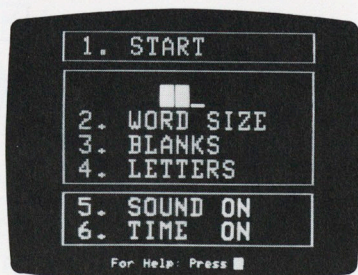 1. START
2. WORD SIZE
3. BLANKS
4. LETTERS
5. SOUND ON
6. TIME ON
For Help: Press